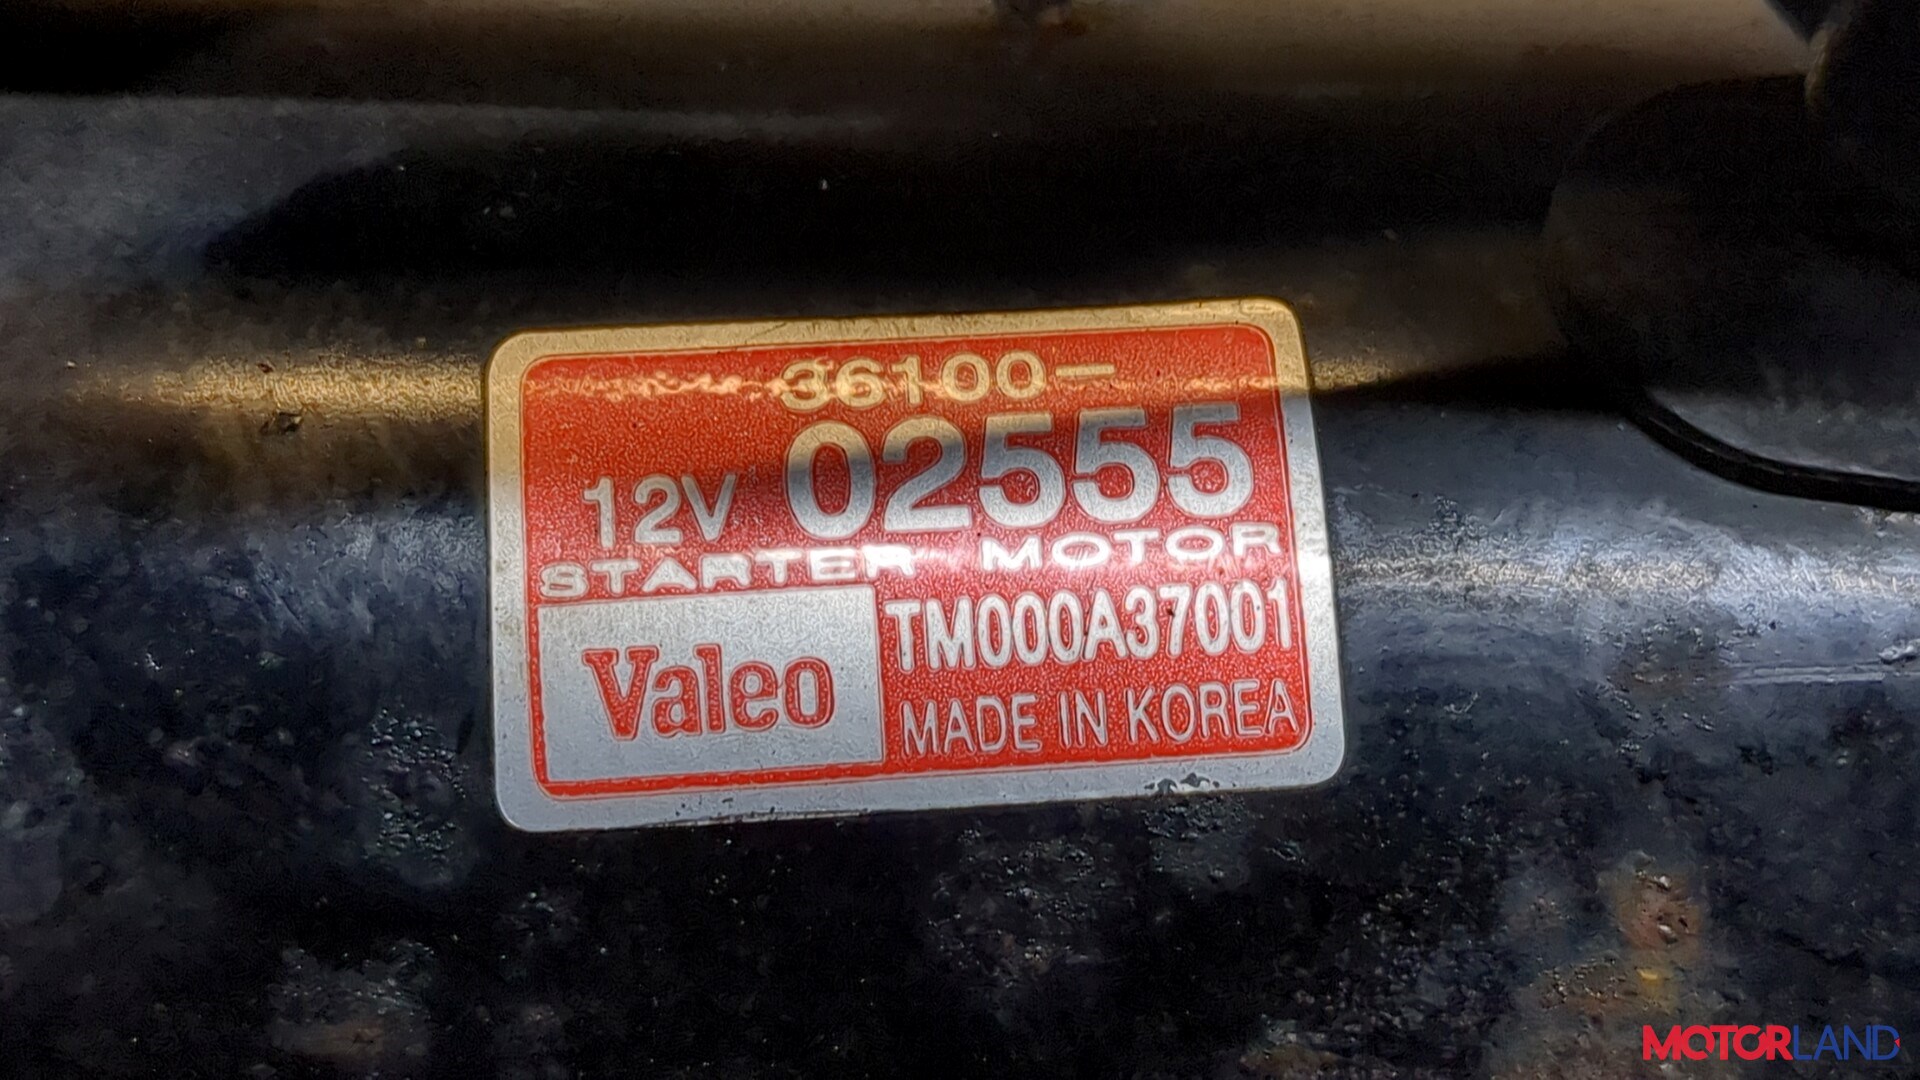 36100-
12V 02555
STARTER MOTOR
Valeo TM000A37001
MADE IN KOREA
MOTORLAND